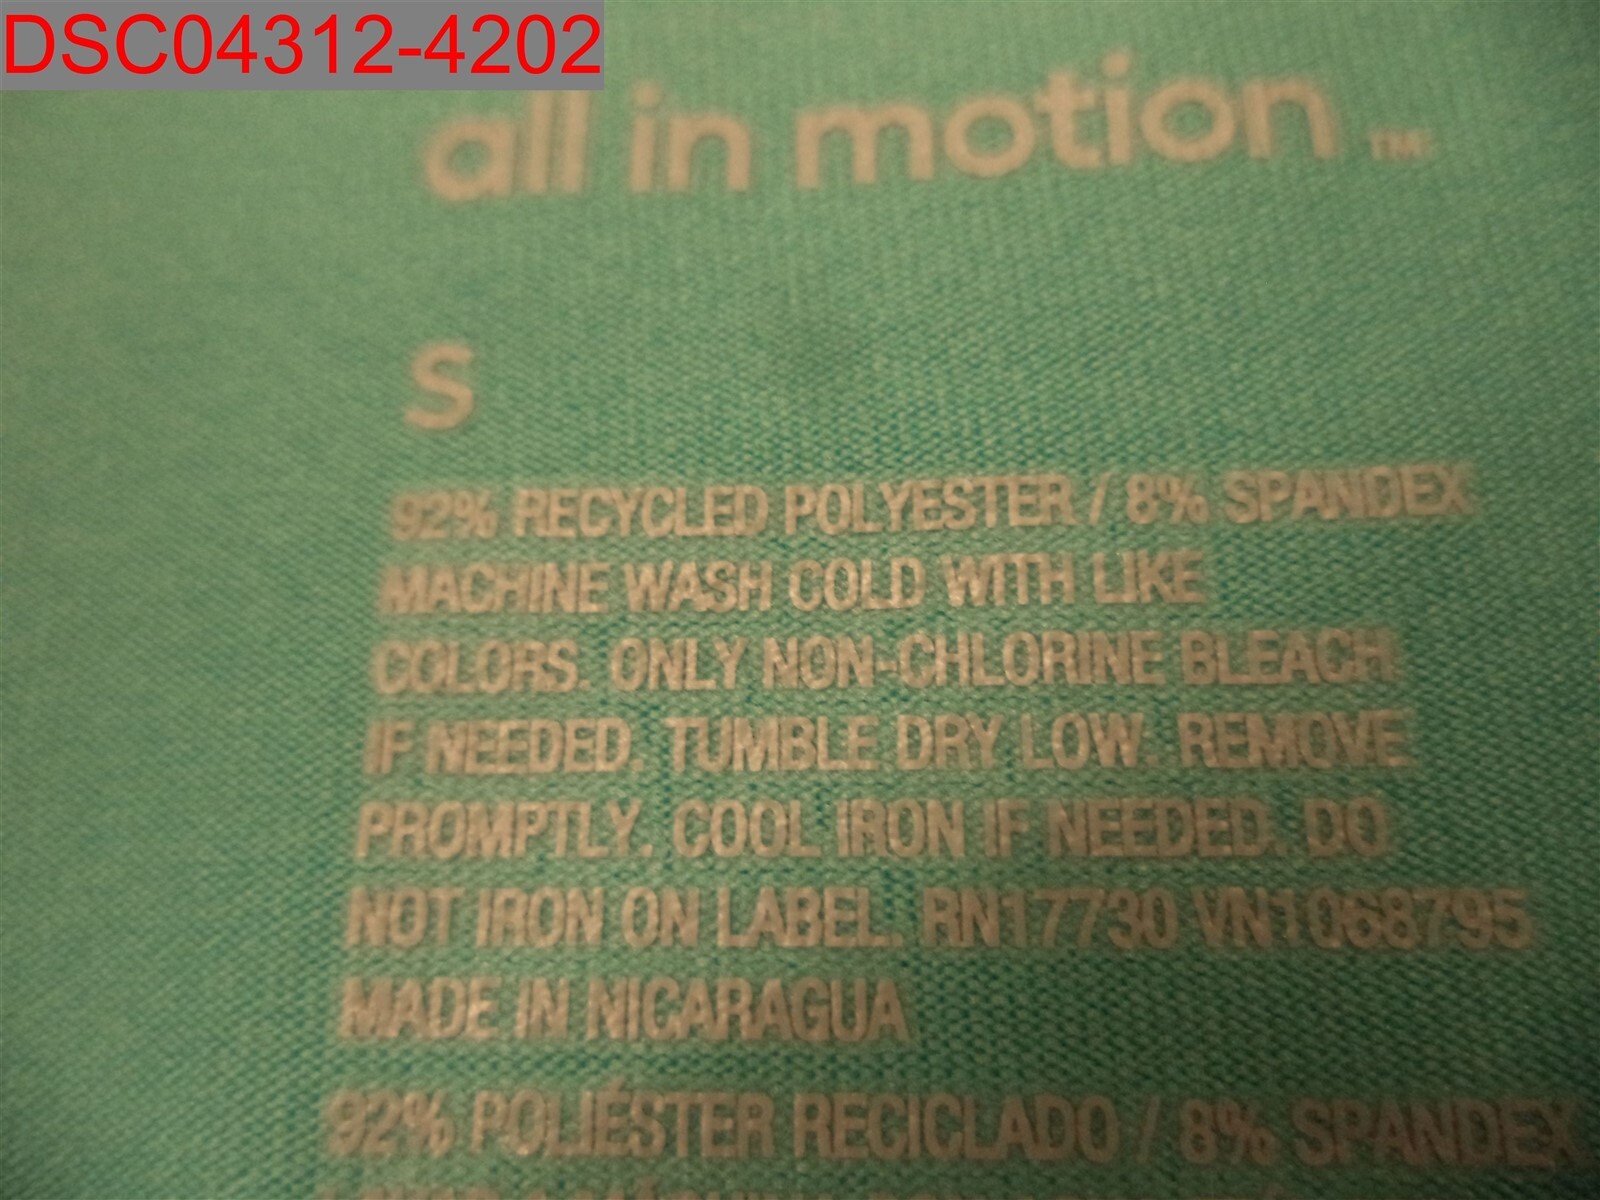 DSC04312-4202
all in motion ™
S
92% RECYCLED POLYESTER / 8% SPANDEX
MACHINE WASH COLD WITH LIKE
COLORS. ONLY NON-CHLORINE BLEACH
IF NEEDED. TUMBLE DRY LOW. REMOVE
PROMPTLY. COOL IRON IF NEEDED. DO
NOT IRON ON LABEL. RN17730 VN1068795
MADE IN NICARAGUA
92% POLIÉSTER RECICLADO / 8% SPANDEX